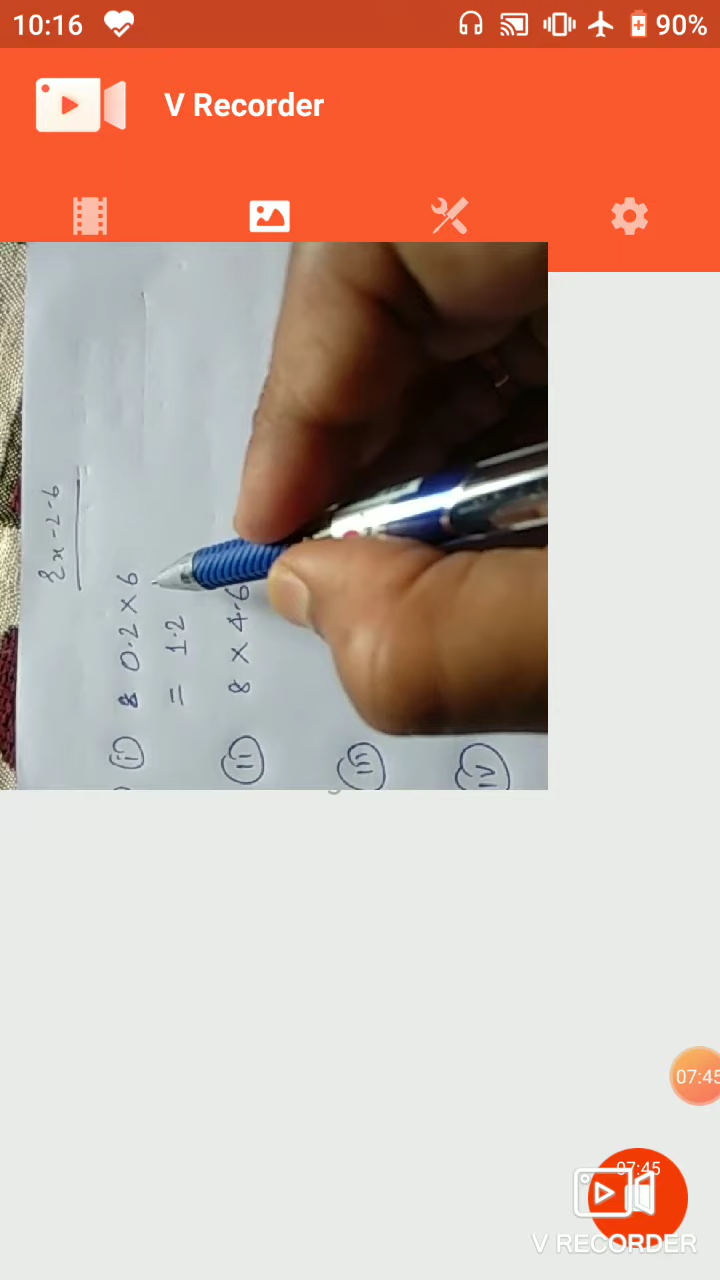 10:16
90%
V Recorder
Ex-2-6
(i) 8 0.2 x 6
= 1.2
(ii) 8 x 4.6
(iii)
(iv)
07:45
07:45
V RECORDER